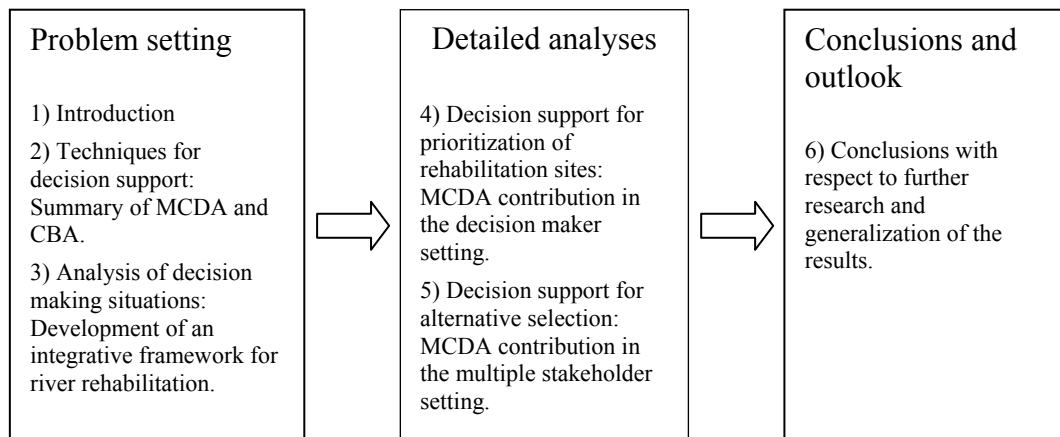 Problem setting
1) Introduction
2) Techniques for
decision support:
Summary of MCDA and
CBA.
3) Analysis of decision
making situations:
Development of an
integrative framework for
river rehabilitation.
Detailed analyses
4) Decision support for
prioritization of
rehabilitation sites:
MCDA contribution in
the decision maker
setting.
5) Decision support for
alternative selection:
MCDA contribution in
the multiple stakeholder
setting.
Conclusions and
outlook
6) Conclusions with
respect to further
research and
generalization of the
results.